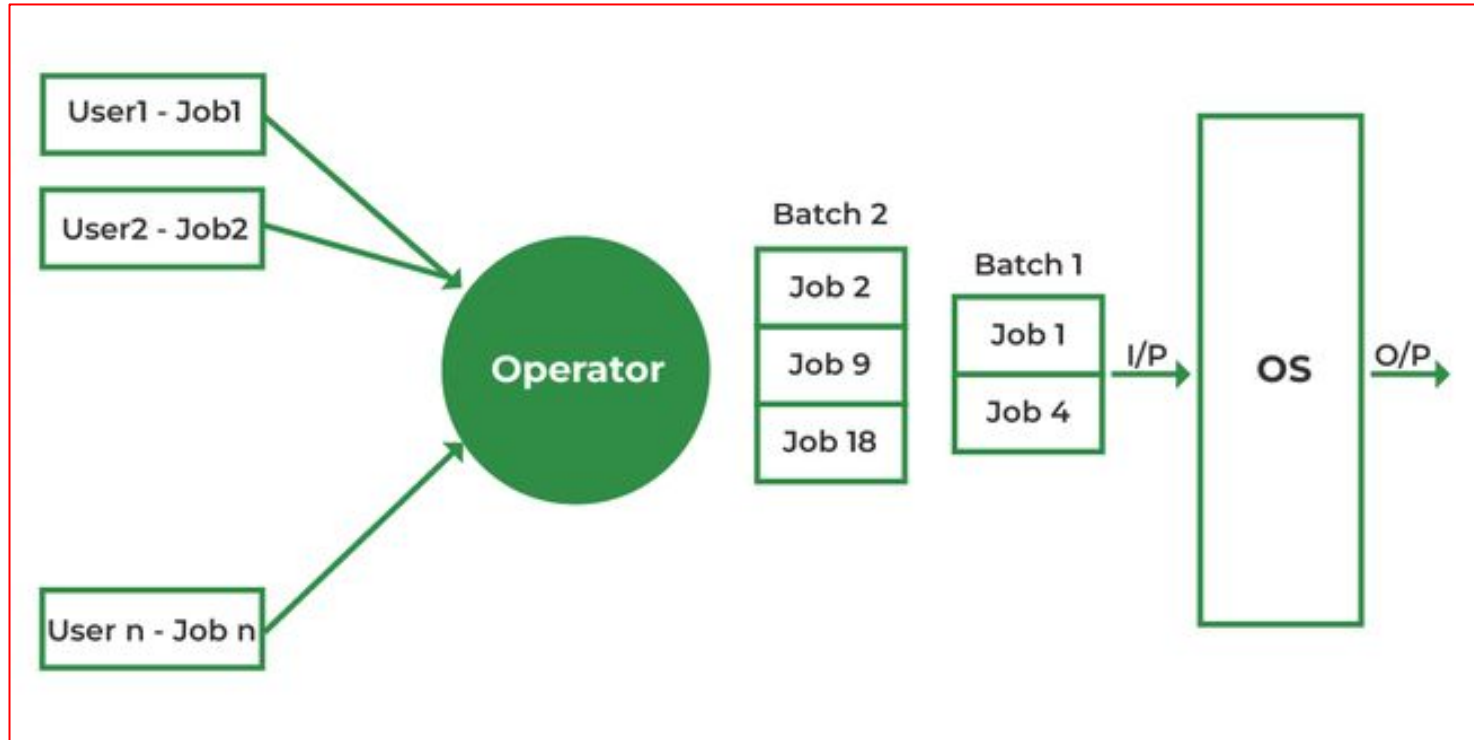 User1 - Job1
User2 - Job2
User n - Job n
Operator
Batch 2
Job 2
Job 9
Job 18
Batch 1
Job 1
Job 4
I/P
OS
O/P